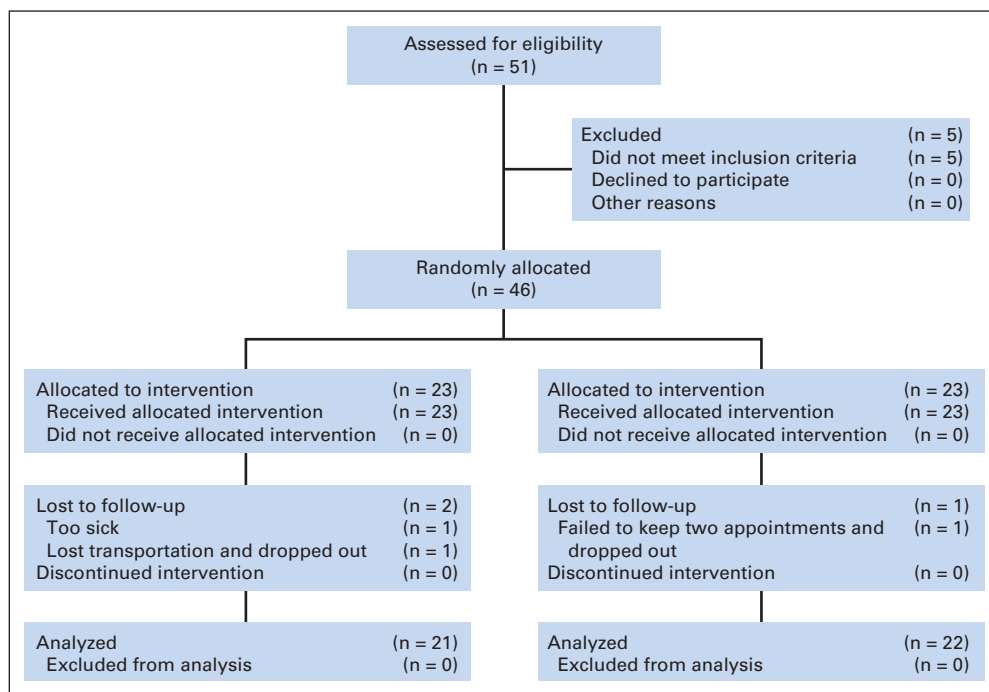 Assessed for eligibility
(n = 51)
Excluded (n = 5)
Did not meet inclusion criteria (n = 5)
Declined to participate (n = 0)
Other reasons (n = 0)
Randomly allocated
(n = 46)
Allocated to intervention (n = 23)
Received allocated intervention (n = 23)
Did not receive allocated intervention (n = 0)
Allocated to intervention (n = 23)
Received allocated intervention (n = 23)
Did not receive allocated intervention (n = 0)
Lost to follow-up (n = 2)
Too sick (n = 1)
Lost transportation and dropped out (n = 1)
Discontinued intervention (n = 0)
Lost to follow-up (n = 1)
Failed to keep two appointments and (n = 1)
dropped out
Discontinued intervention (n = 0)
Analyzed (n = 21)
Excluded from analysis (n = 0)
Analyzed (n = 22)
Excluded from analysis (n = 0)